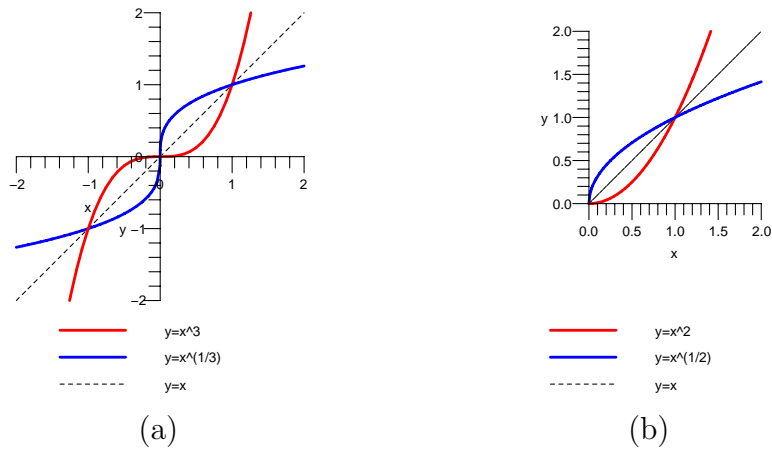 2
1
0
−2 −1 0 1 2
x
y −1
−2
y=x^3
y=x^(1/3)
y=x
(a)
2.0
1.5
y 1.0
0.5
0.0
0.0 0.5 1.0 1.5 2.0
x
y=x^2
y=x^(1/2)
y=x
(b)